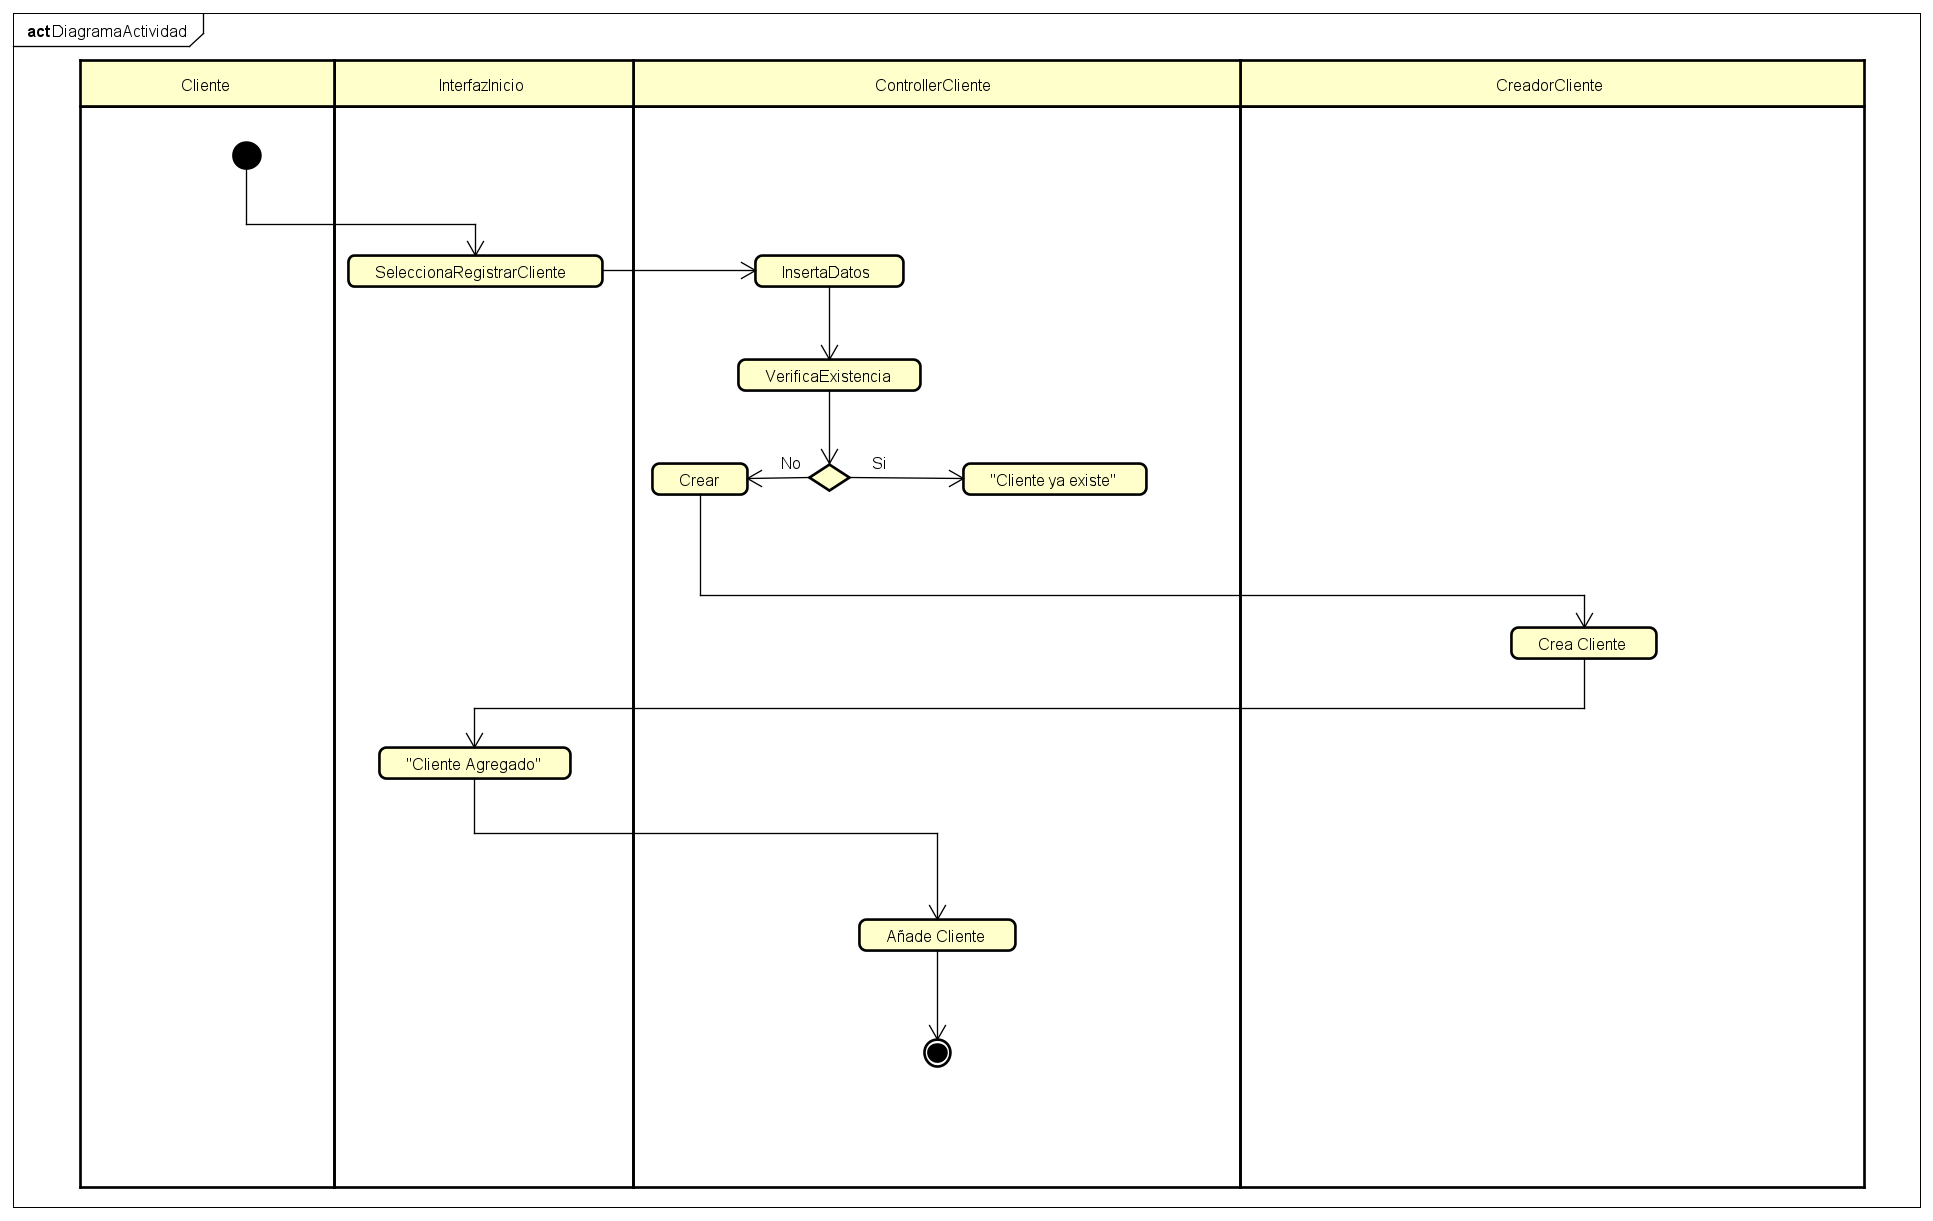 actDiagramaActividad
Cliente
InterfazInicio
ControllerCliente
CreadorCliente
SeleccionaRegistrarCliente
InsertaDatos
VerificaExistencia
No
Si
Crear
"Cliente ya existe"
Crea Cliente
"Cliente Agregado"
Añade Cliente